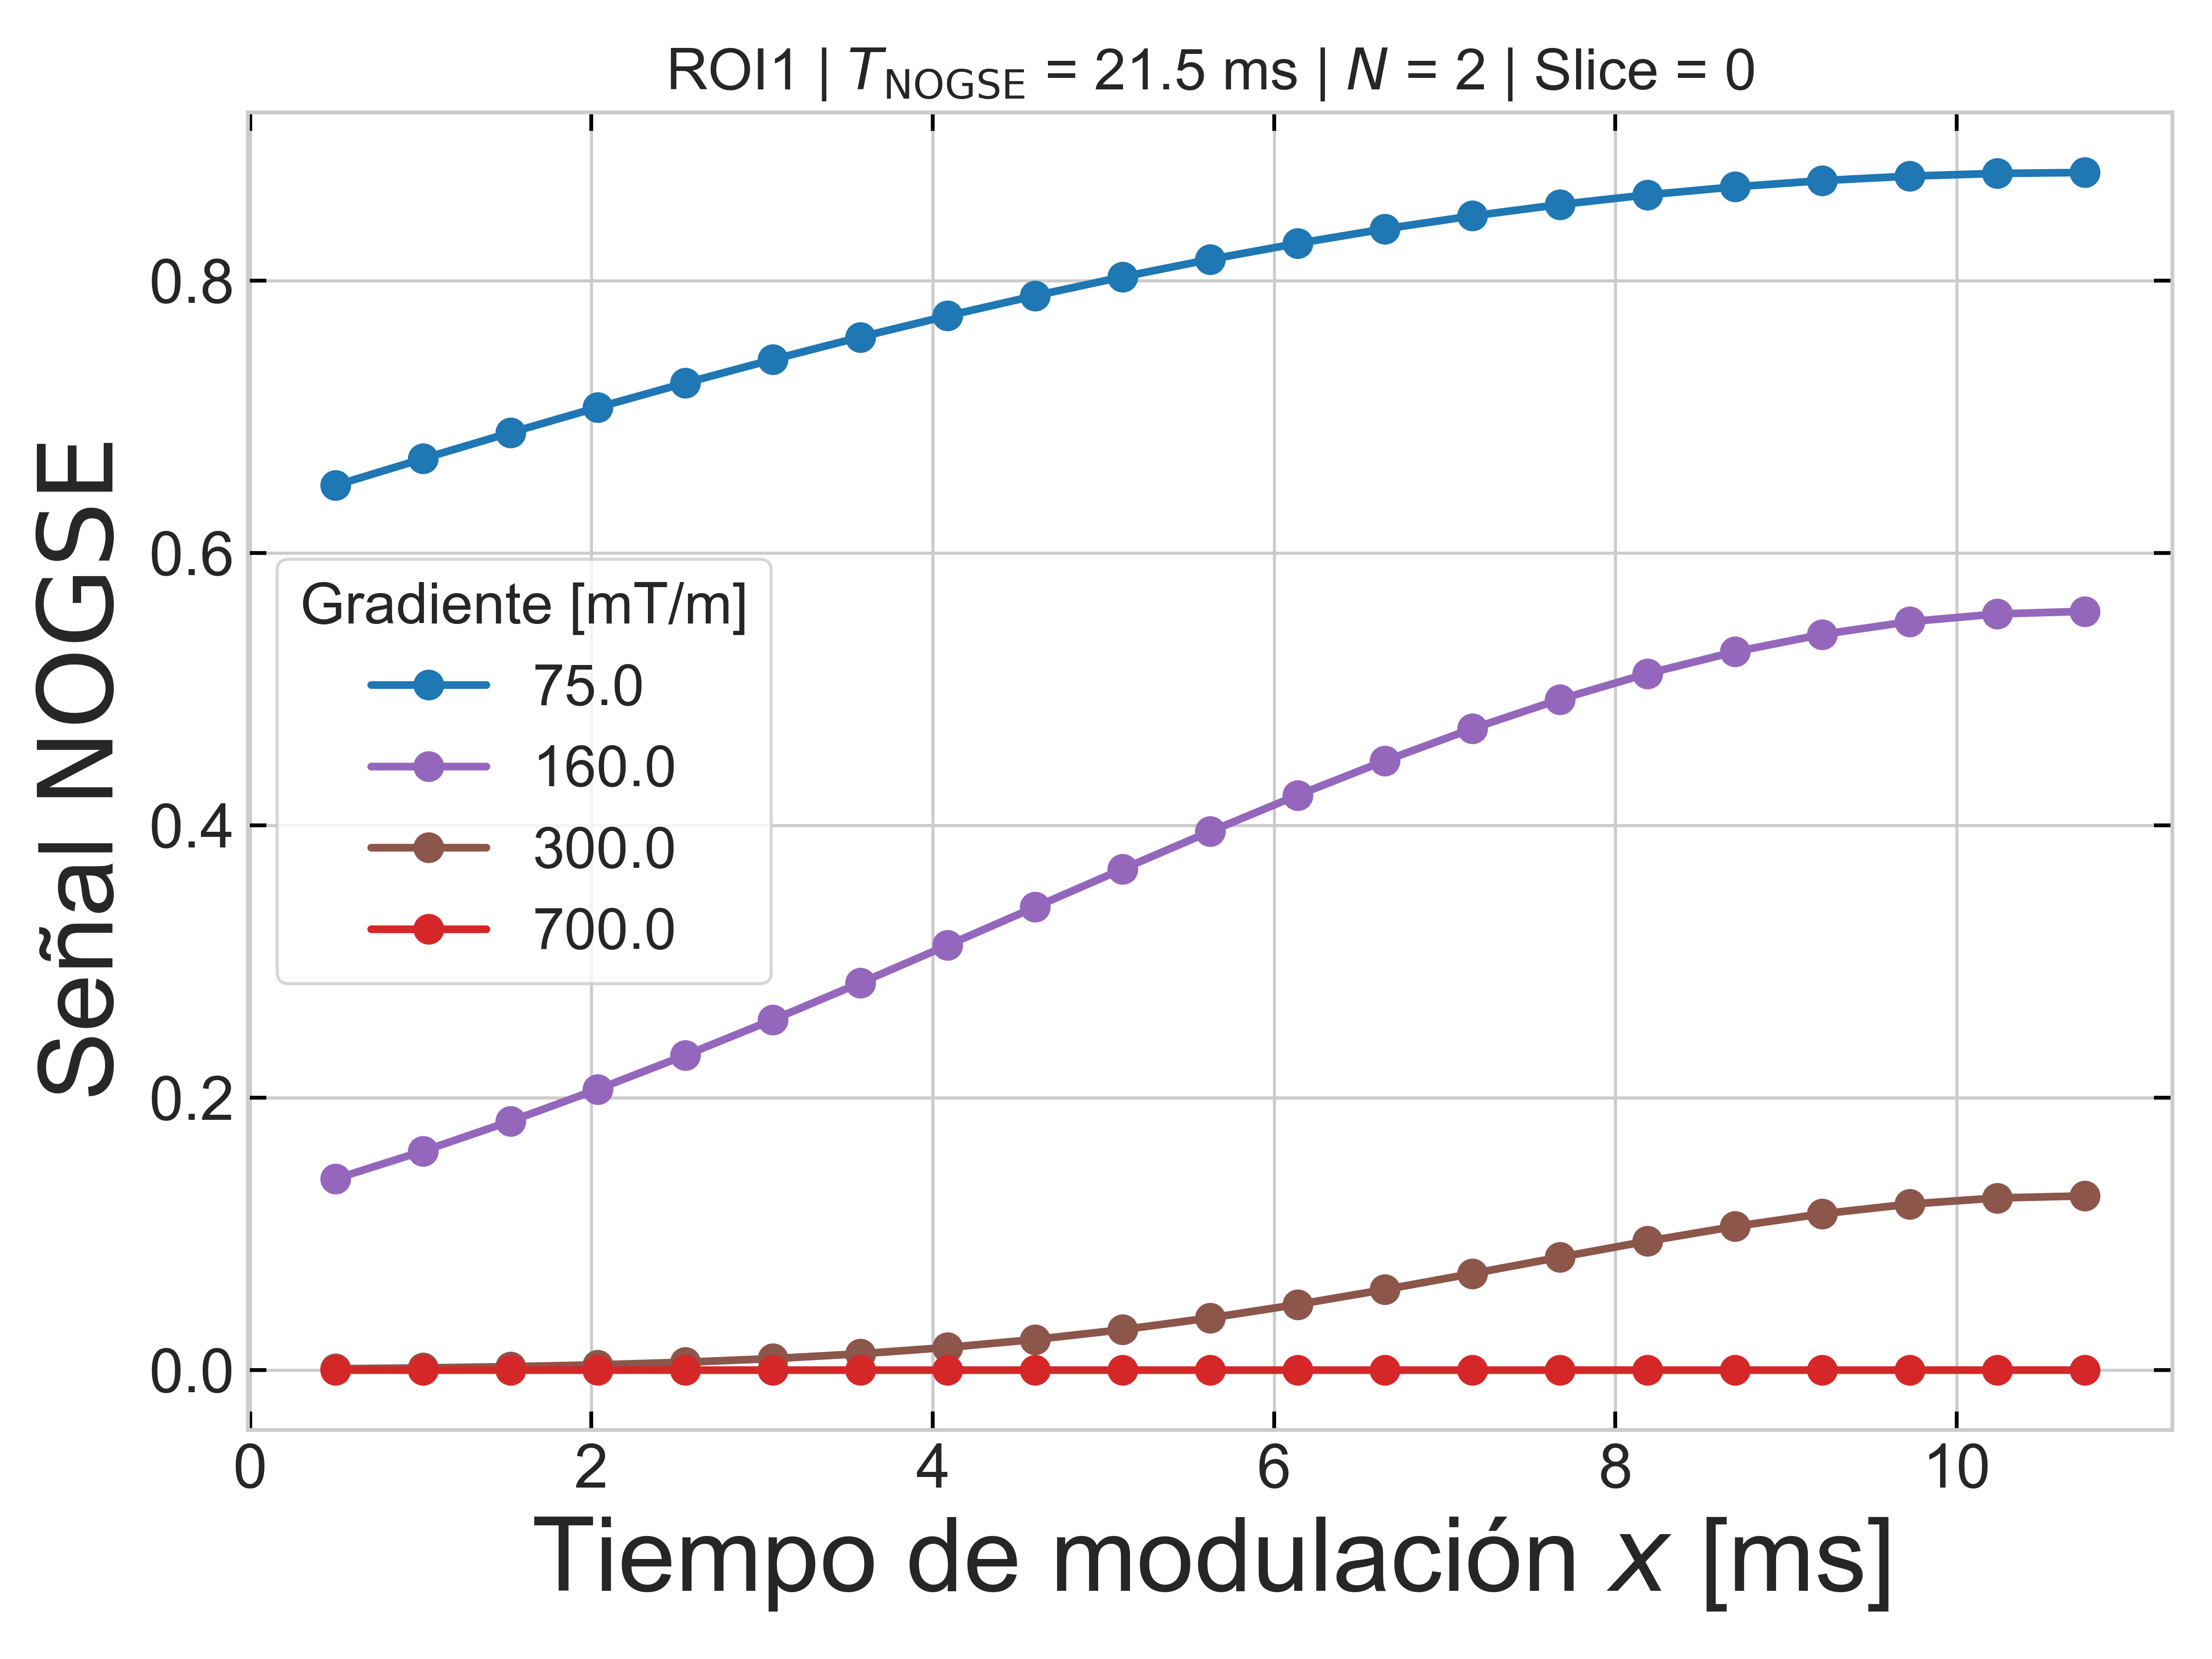 ROI1 | T_NOGSE = 21.5 ms | N = 2 | Slice = 0
Señal NOGSE
0.8
0.6
0.4
0.2
0.0
Gradiente [mT/m]
75.0
160.0
300.0
700.0
0 2 4 6 8 10
Tiempo de modulación x [ms]